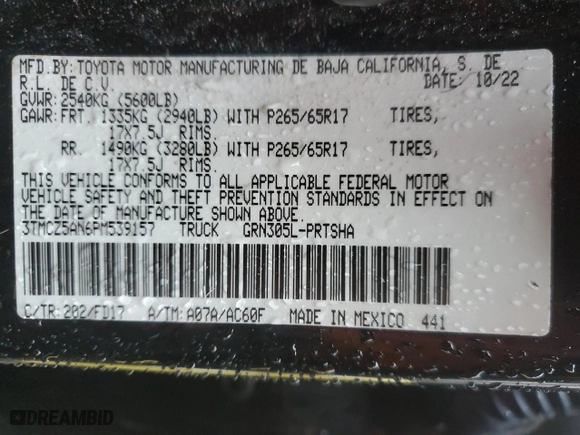 MFD.BY:TOYOTA MOTOR MANUFACTURING DE BAJA CALIFORNIA, S. DE
R.L. DE C.V. DATE: 10/22
GVWR: 2540KG (5600LB)
GAWR: FRT. 1335KG (2940LB) WITH P265/65R17 TIRES,
17X7.5J RIMS.
RR. 1490KG (3280LB) WITH P265/65R17 TIRES,
17X7.5J RIMS.
THIS VEHICLE CONFORMS TO ALL APPLICABLE FEDERAL MOTOR
VEHICLE SAFETY AND THEFT PREVENTION STANDARDS IN EFFECT ON
THE DATE OF MANUFACTURE SHOWN ABOVE.
3TMCZ5AN6PM539157 TRUCK GRN305L-PRTSHA
C/TR: 202/FD17 A/TM: A07A/AC60F MADE IN MEXICO 441
DREAMBID